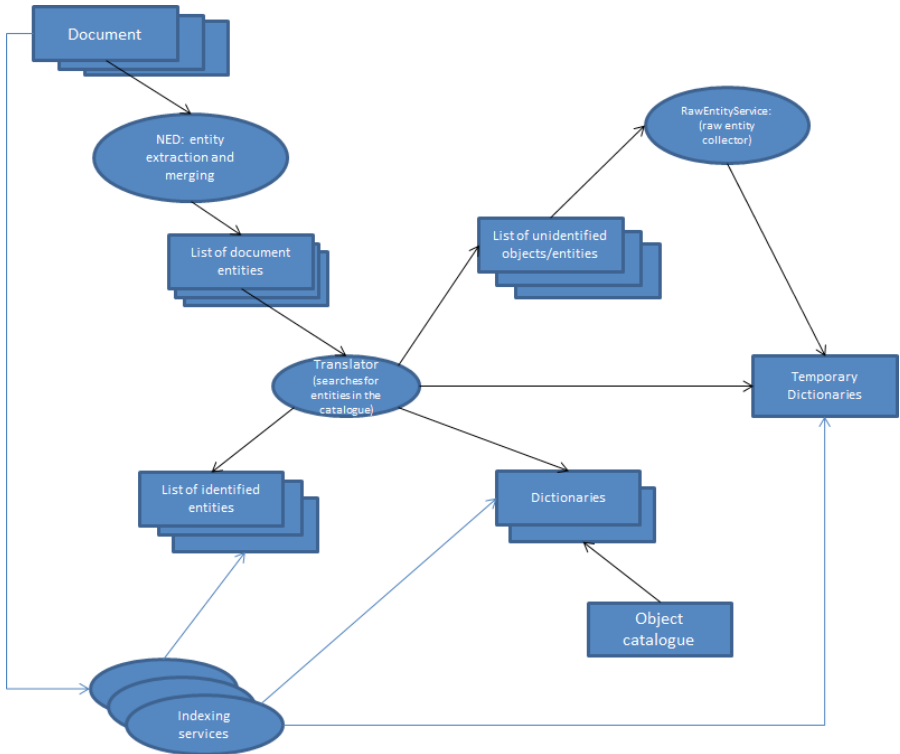 Document
RawEntityService:
(raw entity
collector)
NED: entity
extraction and
merging
List of document
entities
List of unidentified
objects/entities
Translator
(searches for
entities in the
catalogue)
Temporary
Dictionaries
List of identified
entities
Dictionaries
Object
catalogue
Indexing
services